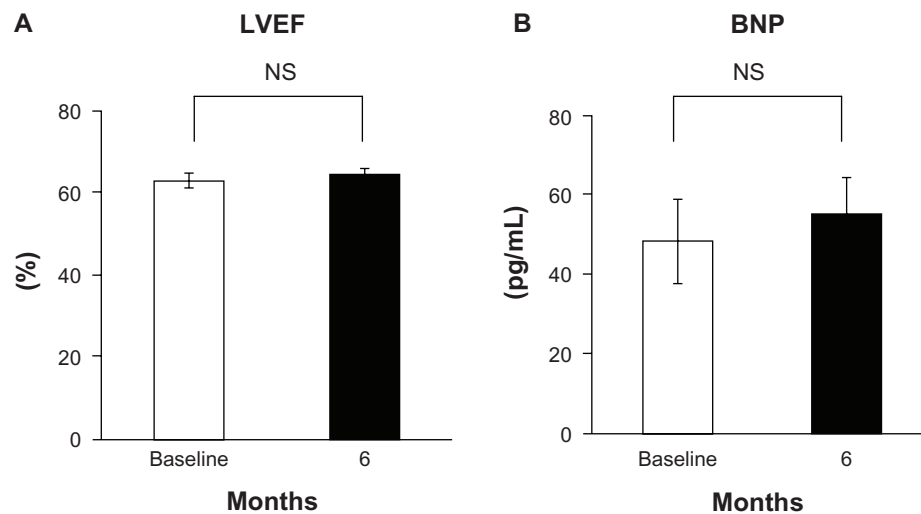 A
LVEF
NS
80
60
40
20
0
(%)
Baseline
6
Months
B
BNP
NS
80
60
40
20
0
(pg/mL)
Baseline
6
Months